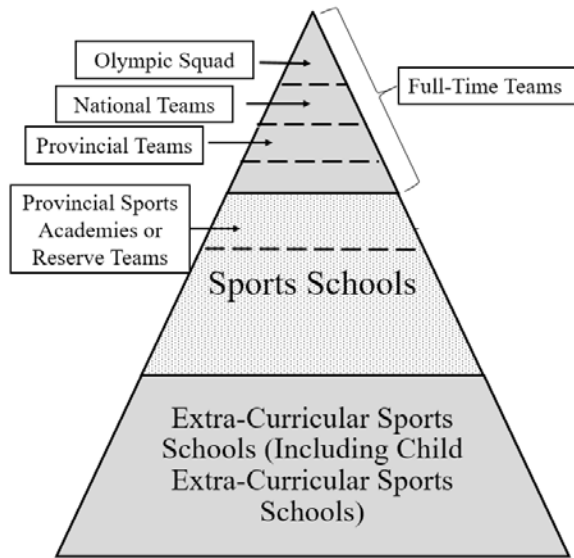 Olympic Squad
National Teams
Provincial Teams
Full-Time Teams
Provincial Sports
Academies or
Reserve Teams
Sports Schools
Extra-Curricular Sports
Schools (Including Child
Extra-Curricular Sports
Schools)